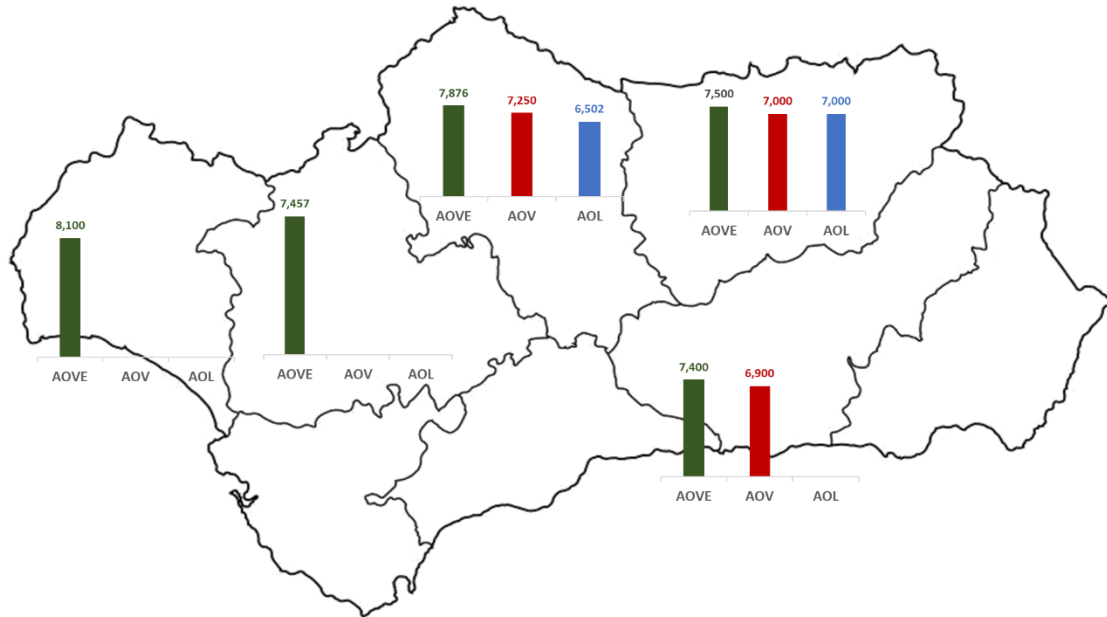 7,876 7,250 6,502
AOVE AOV AOL
7,500 7,000 7,000
AOVE AOV AOL
8,100
AOVE AOV AOL
7,457
AOVE AOV AOL
7,400 6,900
AOVE AOV AOL